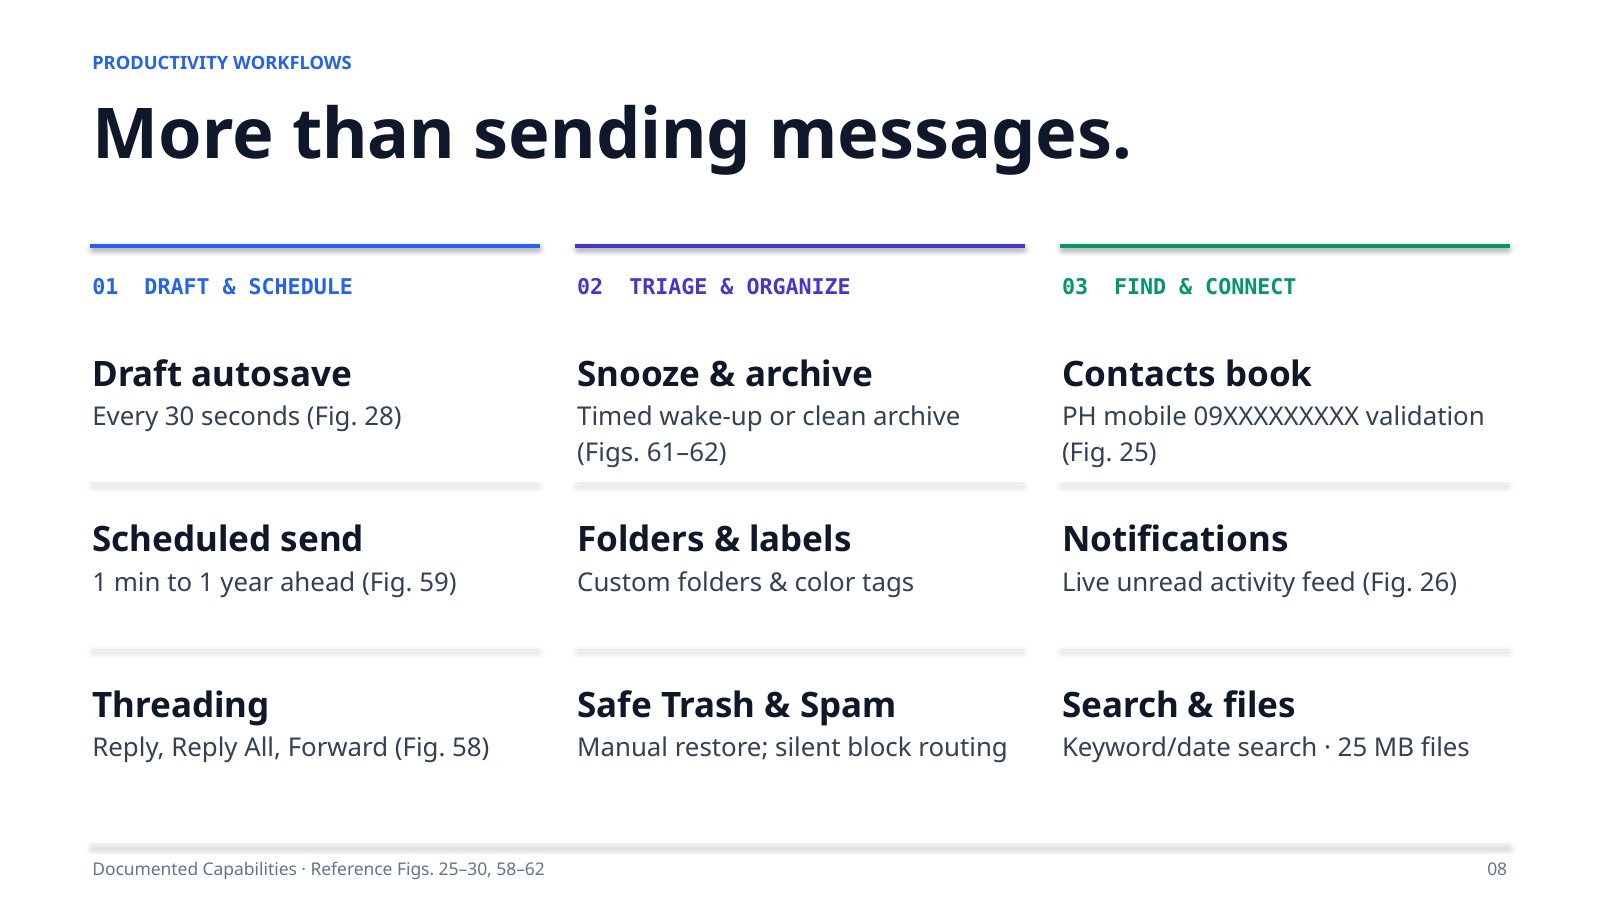 PRODUCTIVITY WORKFLOWS
More than sending messages.
01 DRAFT & SCHEDULE
Draft autosave
Every 30 seconds (Fig. 28)
Scheduled send
1 min to 1 year ahead (Fig. 59)
Threading
Reply, Reply All, Forward (Fig. 58)
02 TRIAGE & ORGANIZE
Snooze & archive
Timed wake-up or clean archive
(Figs. 61–62)
Folders & labels
Custom folders & color tags
Safe Trash & Spam
Manual restore; silent block routing
03 FIND & CONNECT
Contacts book
PH mobile 09XXXXXXXXX validation
(Fig. 25)
Notifications
Live unread activity feed (Fig. 26)
Search & files
Keyword/date search · 25 MB files
Documented Capabilities · Reference Figs. 25–30, 58–62
08